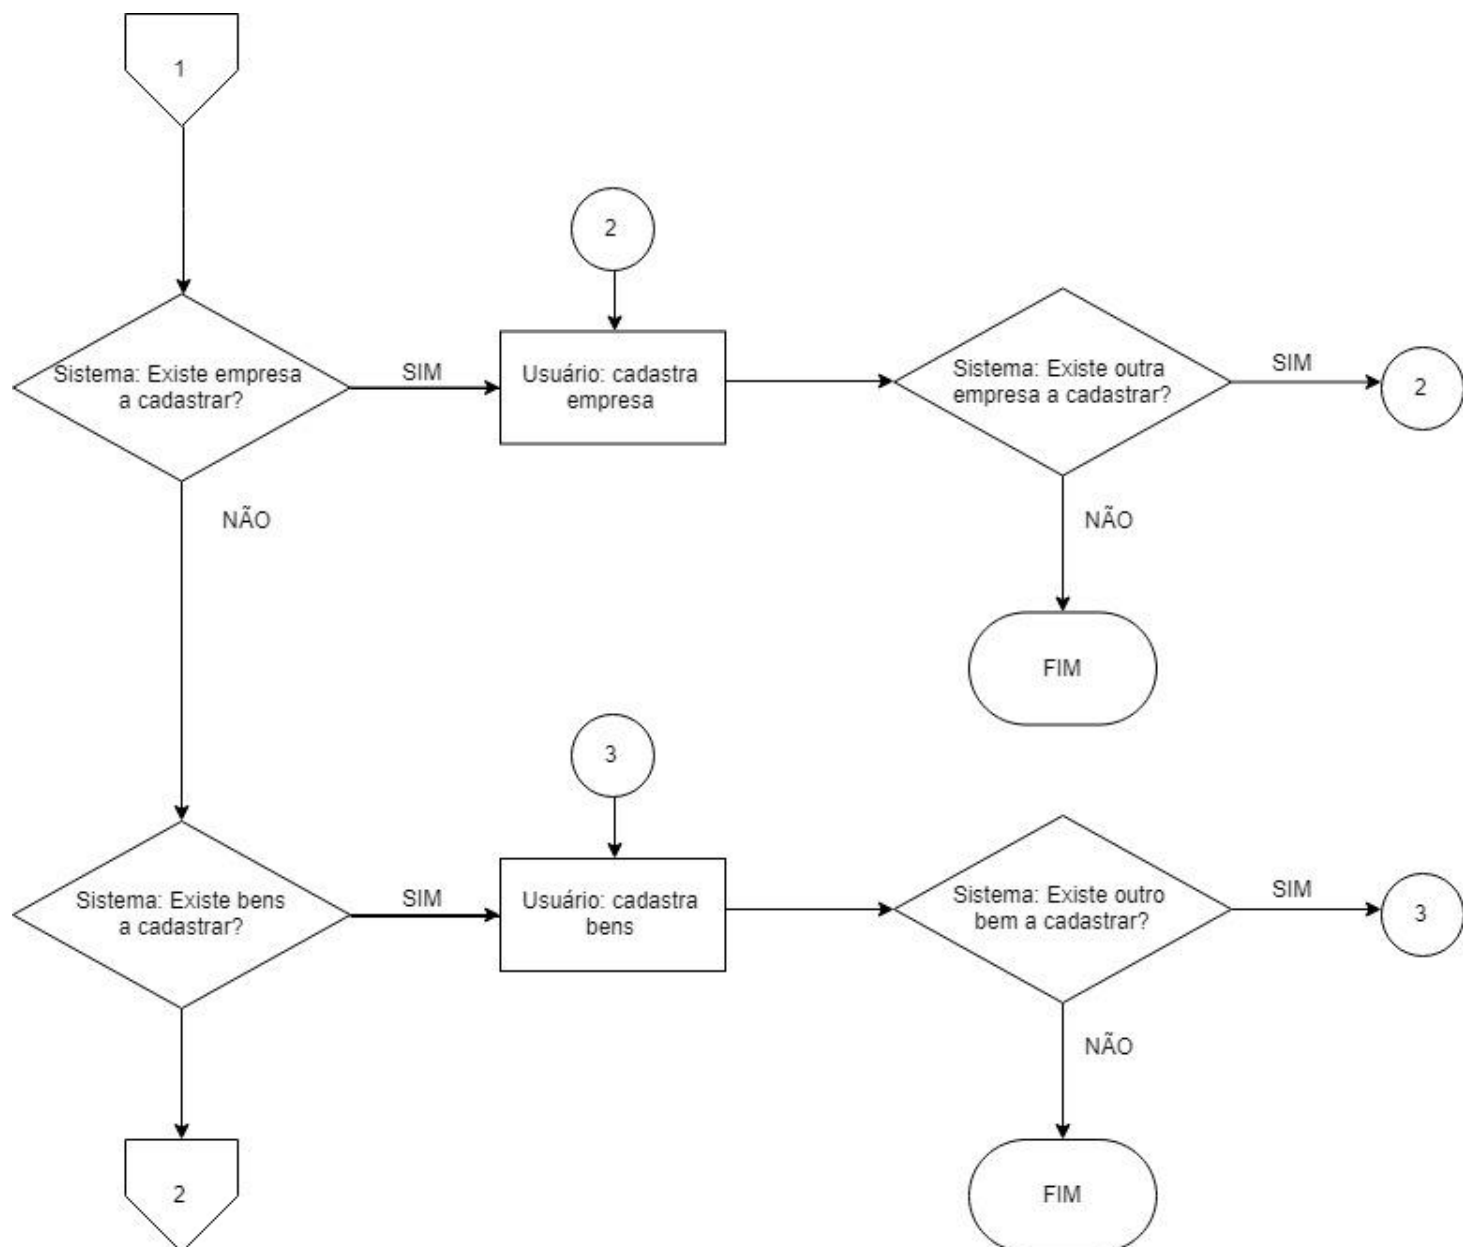 1
2
Sistema: Existe empresa
a cadastrar?
SIM
Usuário: cadastra
empresa
Sistema: Existe outra
empresa a cadastrar?
SIM
2
NÃO
NÃO
FIM
3
Sistema: Existe bens
a cadastrar?
SIM
Usuário: cadastra
bens
Sistema: Existe outro
bem a cadastrar?
SIM
3
NÃO
2
FIM